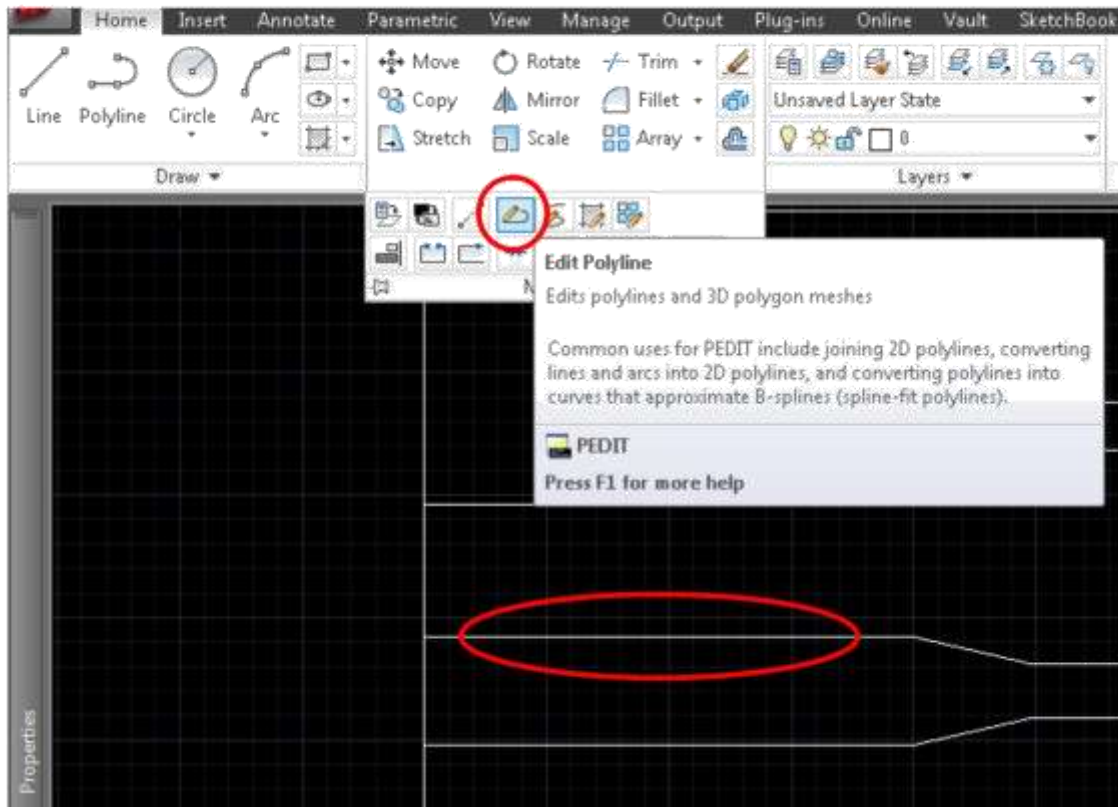 Home Insert Annotate Parametric View Manage Output Plug-ins Online Vault SketchBook
Line Polyline Circle Arc
Move Rotate Trim
Copy Mirror Fillet
Stretch Scale Array
Unsaved Layer State
0
Draw
Layers
Edit Polyline
Edits polylines and 3D polygon meshes
Common uses for PEDIT include joining 2D polylines, converting
lines and arcs into 2D polylines, and converting polylines into
curves that approximate B-splines (spline-fit polylines).
PEDIT
Press F1 for more help
Properties